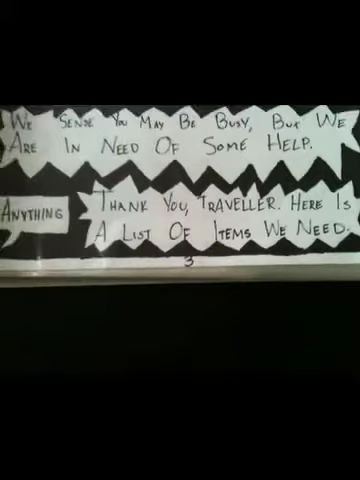 We Sense You May Be Busy, But We
Are In Need Of Some Help.
Anything
Thank You, Traveller. Here Is
A List Of Items We Need.
3